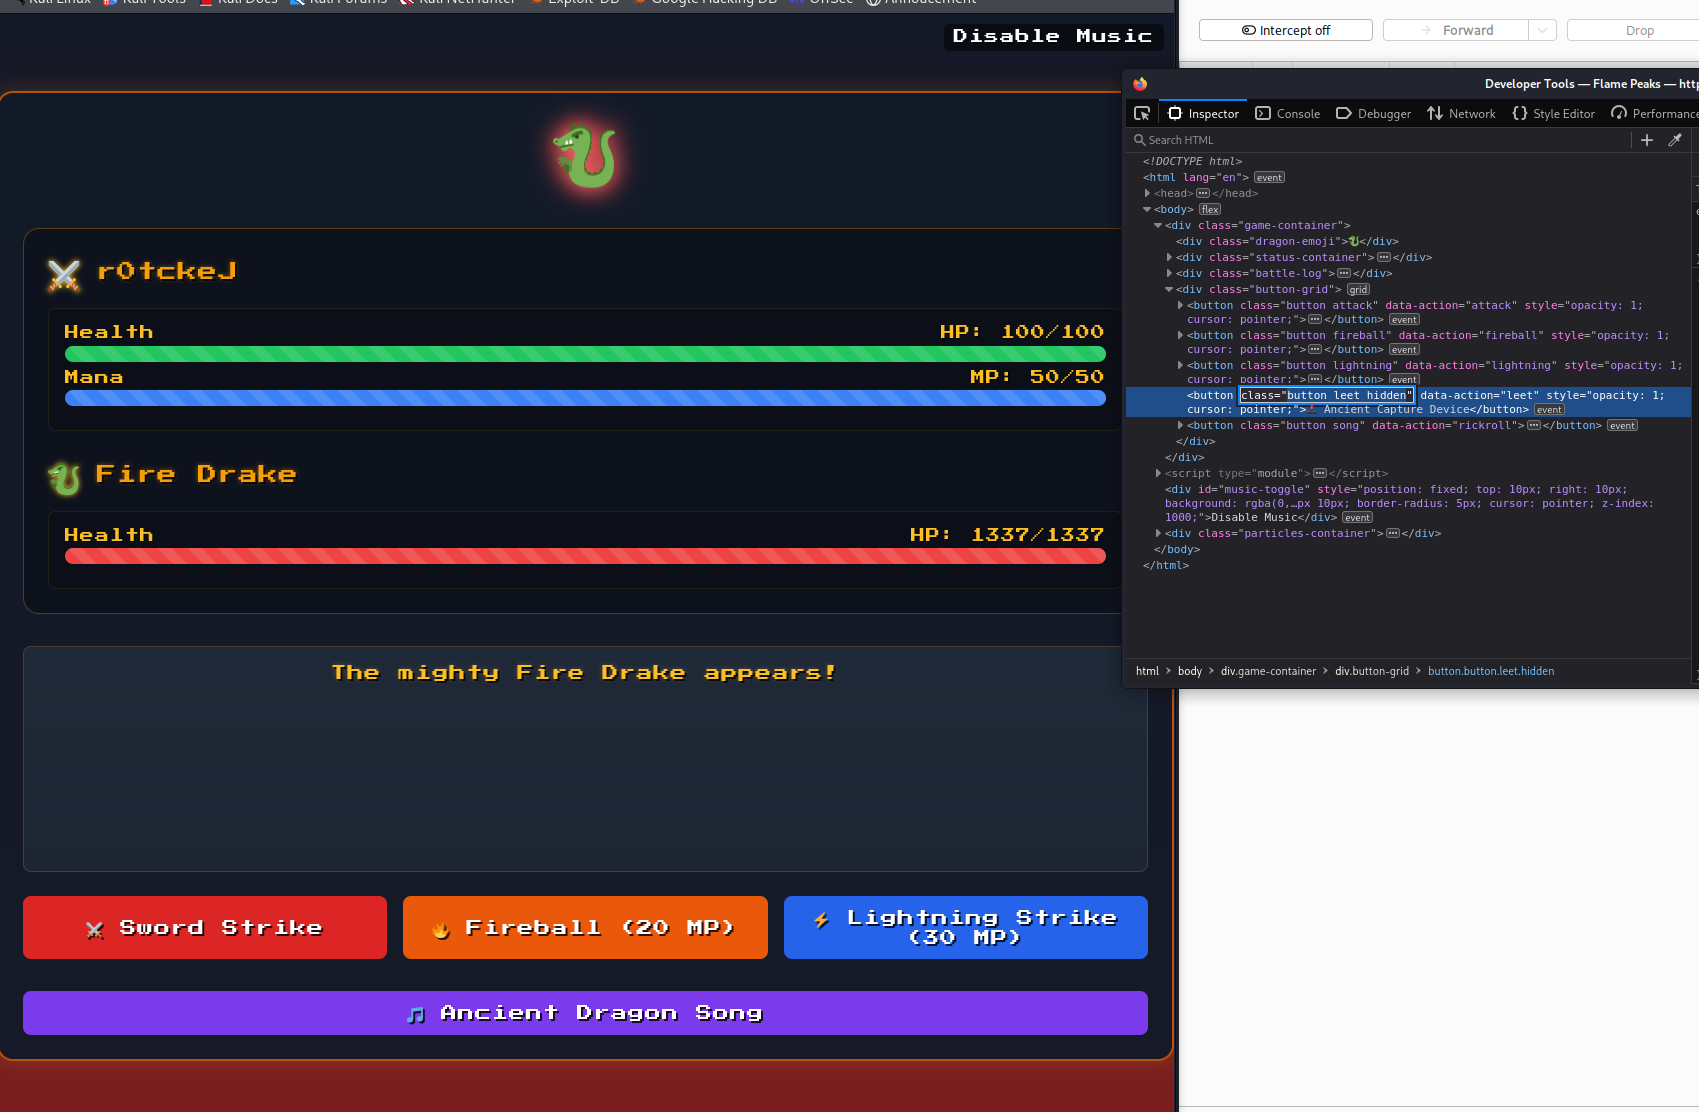 Kali Linux Kali Tools Kali Docs Kali Forums Kali NetHunter Exploit-DB Google Hacking DB OffSec Annoucement
Disable Music
r0tckeJ
Health HP: 100/100
Mana MP: 50/50
Fire Drake
Health HP: 1337/1337
The mighty Fire Drake appears!
Sword Strike
Fireball (20 MP)
Lightning Strike
(30 MP)
Ancient Dragon Song
Intercept off Forward Drop
Developer Tools — Flame Peaks — http
Inspector Console Debugger Network Style Editor Performance
Search HTML
<!DOCTYPE html>
<html lang="en"> event
<head> ••• </head>
<body> flex
<div class="game-container">
<div class="dragon-emoji">🐉</div>
<div class="status-container"> ••• </div>
<div class="battle-log"> ••• </div>
<div class="button-grid"> grid
<button class="button attack" data-action="attack" style="opacity: 1;
cursor: pointer;"> ••• </button> event
<button class="button fireball" data-action="fireball" style="opacity: 1;
cursor: pointer;"> ••• </button> event
<button class="button lightning" data-action="lightning" style="opacity: 1;
cursor: pointer;"> ••• </button> event
<button class="button leet hidden" data-action="leet" style="opacity: 1;
cursor: pointer;"> Ancient Capture Device</button> event
<button class="button song" data-action="rickroll"> ••• </button> event
</div>
</div>
<script type="module"> ••• </script>
<div id="music-toggle" style="position: fixed; top: 10px; right: 10px;
background: rgba(0,…px 10px; border-radius: 5px; cursor: pointer; z-index:
1000;">Disable Music</div> event
<div class="particles-container"> ••• </div>
</body>
</html>
html > body > div.game-container > div.button-grid > button.button.leet.hidden